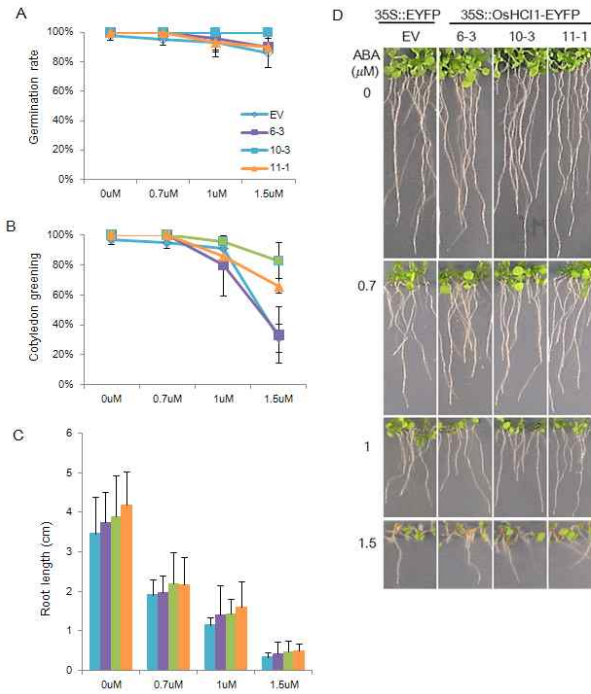 A
Germination rate
100%
80%
60%
40%
20%
0%
0uM 0.7uM 1uM 1.5uM
EV
6-3
10-3
11-1
B
Cotyledon greening
100%
80%
60%
40%
20%
0%
0uM 0.7uM 1uM 1.5uM
C
Root length (cm)
6
5
4
3
2
1
0
0uM 0.7uM 1uM 1.5uM
D
35S::EYFP 35S::OsHCI1-EYFP
EV 6-3 10-3 11-1
ABA
(μM)
0
0.7
1
1.5